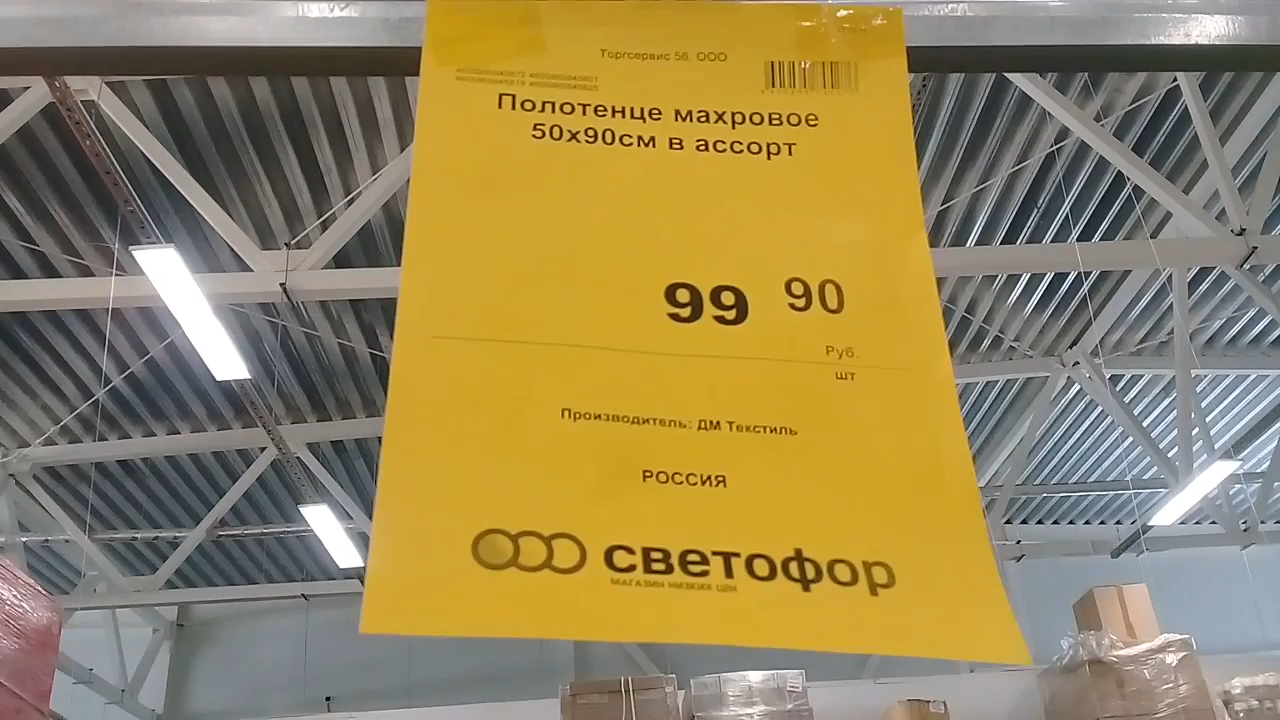 Торгсервис 56, ООО
Полотенце махровое
50х90см в ассорт
99 90
Руб.
шт
Производитель: ДМ Текстиль
РОССИЯ
светофор
МАГАЗИН НИЗКИХ ЦЕН